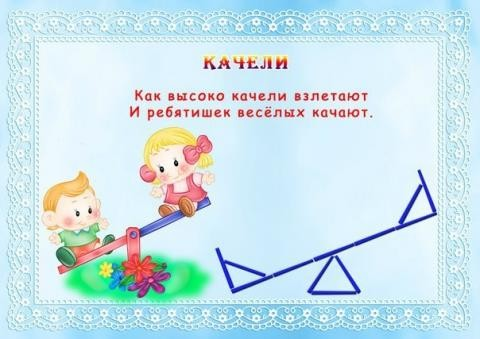 КАЧЕЛИ
Как высоко качели взлетают
И ребятишек весёлых качают.